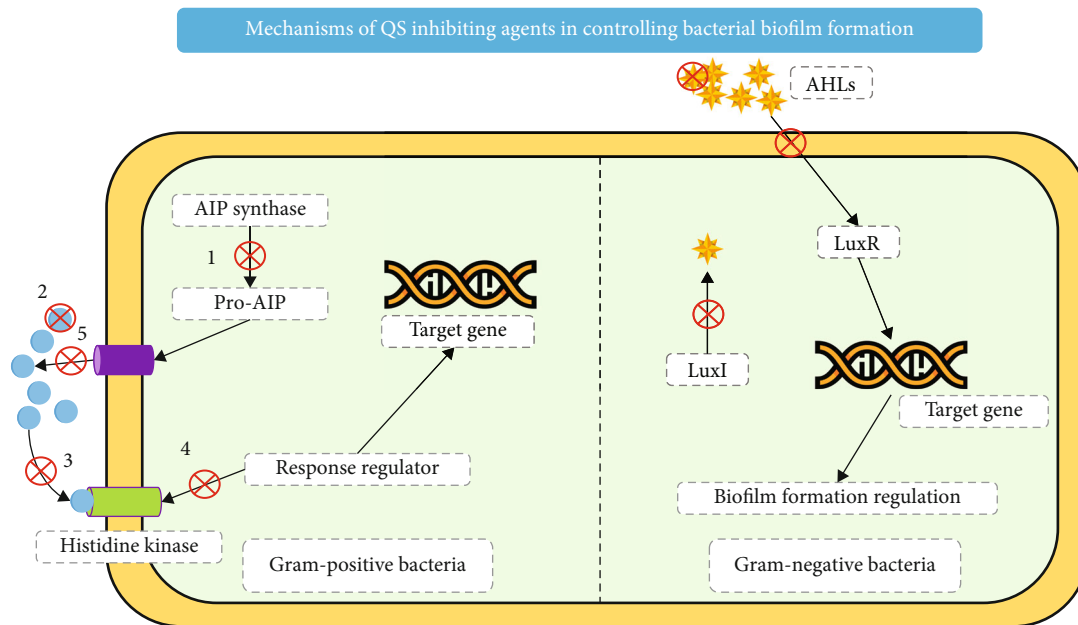 Mechanisms of QS inhibiting agents in controlling bacterial biofilm formation
AHLs
AIP synthase
1
Pro-AIP
2
5
3
4
Target gene
Response regulator
Histidine kinase
Gram-positive bacteria
LuxR
LuxI
Target gene
Biofilm formation regulation
Gram-negative bacteria